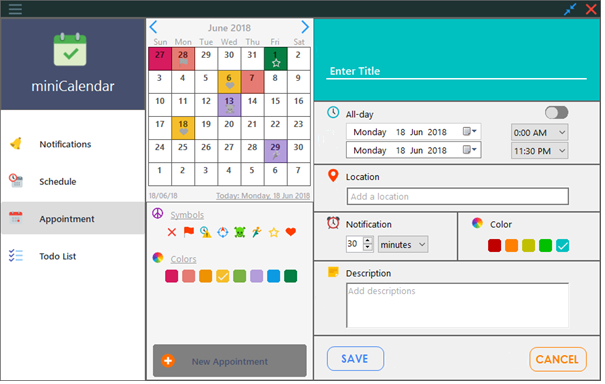 miniCalendar
Notifications
Schedule
Appointment
Todo List
June 2018
Sun Mon Tue Wed Thu Fri Sat
27 28 29 30 31 1 2
3 4 5 6 7 8 9
10 11 12 13 14 15 16
17 18 19 20 21 22 23
24 25 26 27 28 29 30
1 2 3 4 5 6 7
18/06/18 Today: Monday, 18 Jun 2018
Symbols
Colors
New Appointment
Enter Title
All-day
Monday 18 Jun 2018 0:00 AM
Monday 18 Jun 2018 11:30 PM
Location
Add a location
Notification Color
30 minutes
Description
Add descriptions
SAVE CANCEL